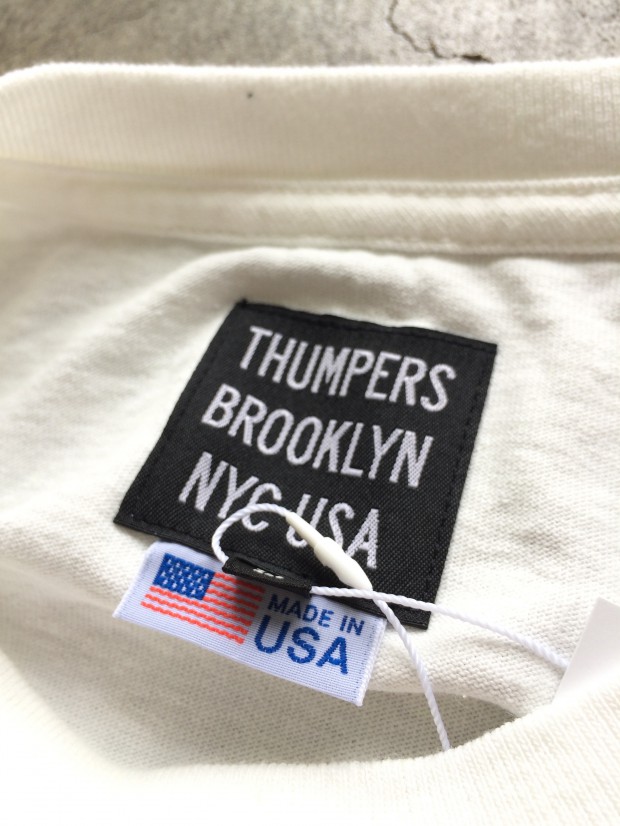 THUMPERS
BROOKLYN
NYC USA
MADE IN
USA